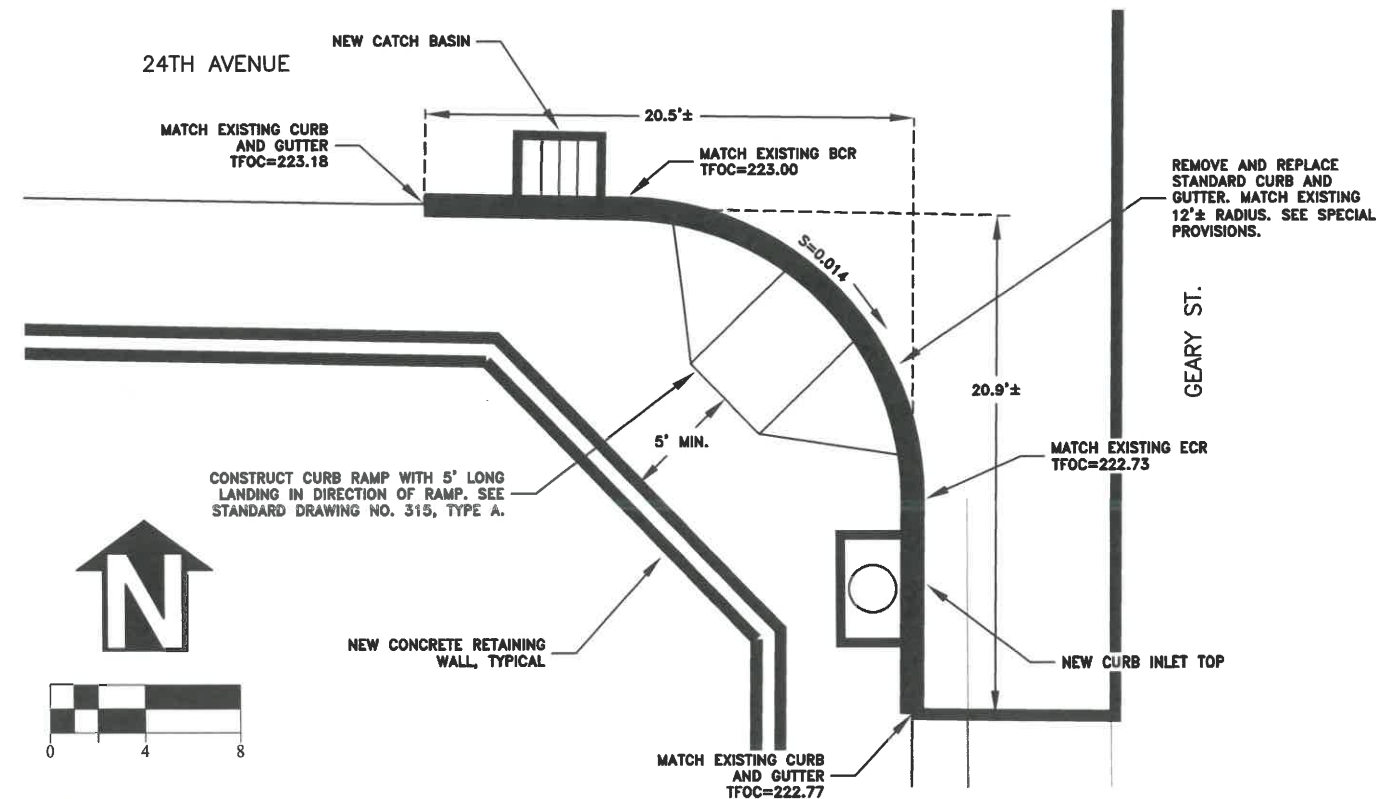 24TH AVENUE
NEW CATCH BASIN
20.5'±
MATCH EXISTING CURB
AND GUTTER
TFOC=223.18
MATCH EXISTING BCR
TFOC=223.00
REMOVE AND REPLACE
STANDARD CURB AND
GUTTER. MATCH EXISTING
12'± RADIUS. SEE SPECIAL
PROVISIONS.
S=0.014
GEARY ST.
20.9'±
5' MIN.
MATCH EXISTING ECR
TFOC=222.73
CONSTRUCT CURB RAMP WITH 5' LONG
LANDING IN DIRECTION OF RAMP. SEE
STANDARD DRAWING NO. 315, TYPE A.
N
NEW CONCRETE RETAINING
WALL, TYPICAL
NEW CURB INLET TOP
0 4 8
MATCH EXISTING CURB
AND GUTTER
TFOC=222.77